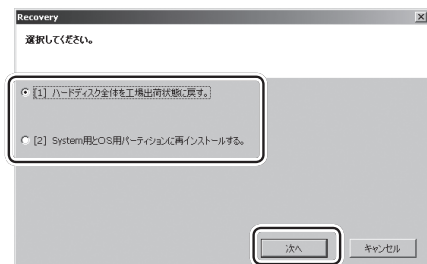 Recovery
選択してください。
[1] ハードディスク全体を工場出荷状態に戻す。
[2] System用とOS用パーティションに再インストールする。
次へ
キャンセル